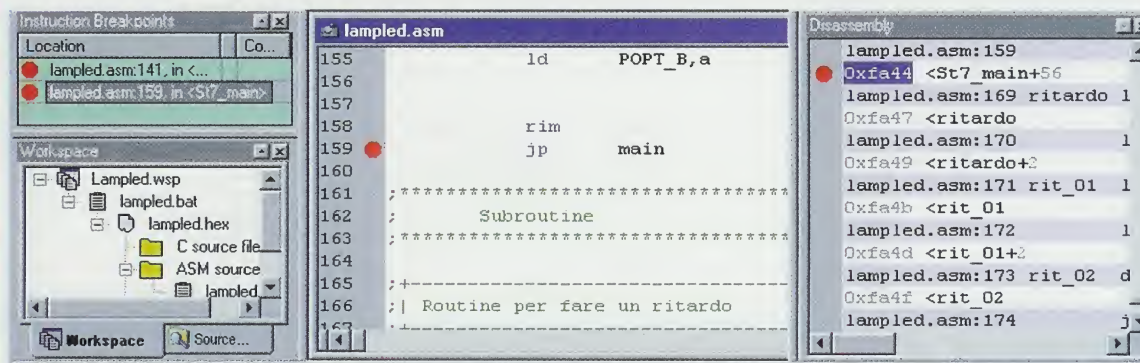 Instruction Breakpoints
Location Co...
lampled.asm:141, in <...
lampled.asm:159, in <St7_main>
Workspace
Lampled.wsp
lampled.bat
lampled.hex
C source file
ASM source
lampled
Workspace Source...
lampled.asm
155 ld POPT_B,a
156
157
158 rim
159 jp main
160
161 ;*********************************
162 ; Subroutine
163 ;*********************************
164
165 ;+---------------------------------
166 ;| Routine per fare un ritardo
167 ;+---------------------------------
Disassembly
lampled.asm:159
0xfa44 <St7_main+56
lampled.asm:169 ritardo l
0xfa47 <ritardo
lampled.asm:170 l
0xfa49 <ritardo+2
lampled.asm:171 rit_01 l
0xfa4b <rit_01
lampled.asm:172 l
0xfa4d <rit_01+2
lampled.asm:173 rit_02 d
0xfa4f <rit_02
lampled.asm:174 j